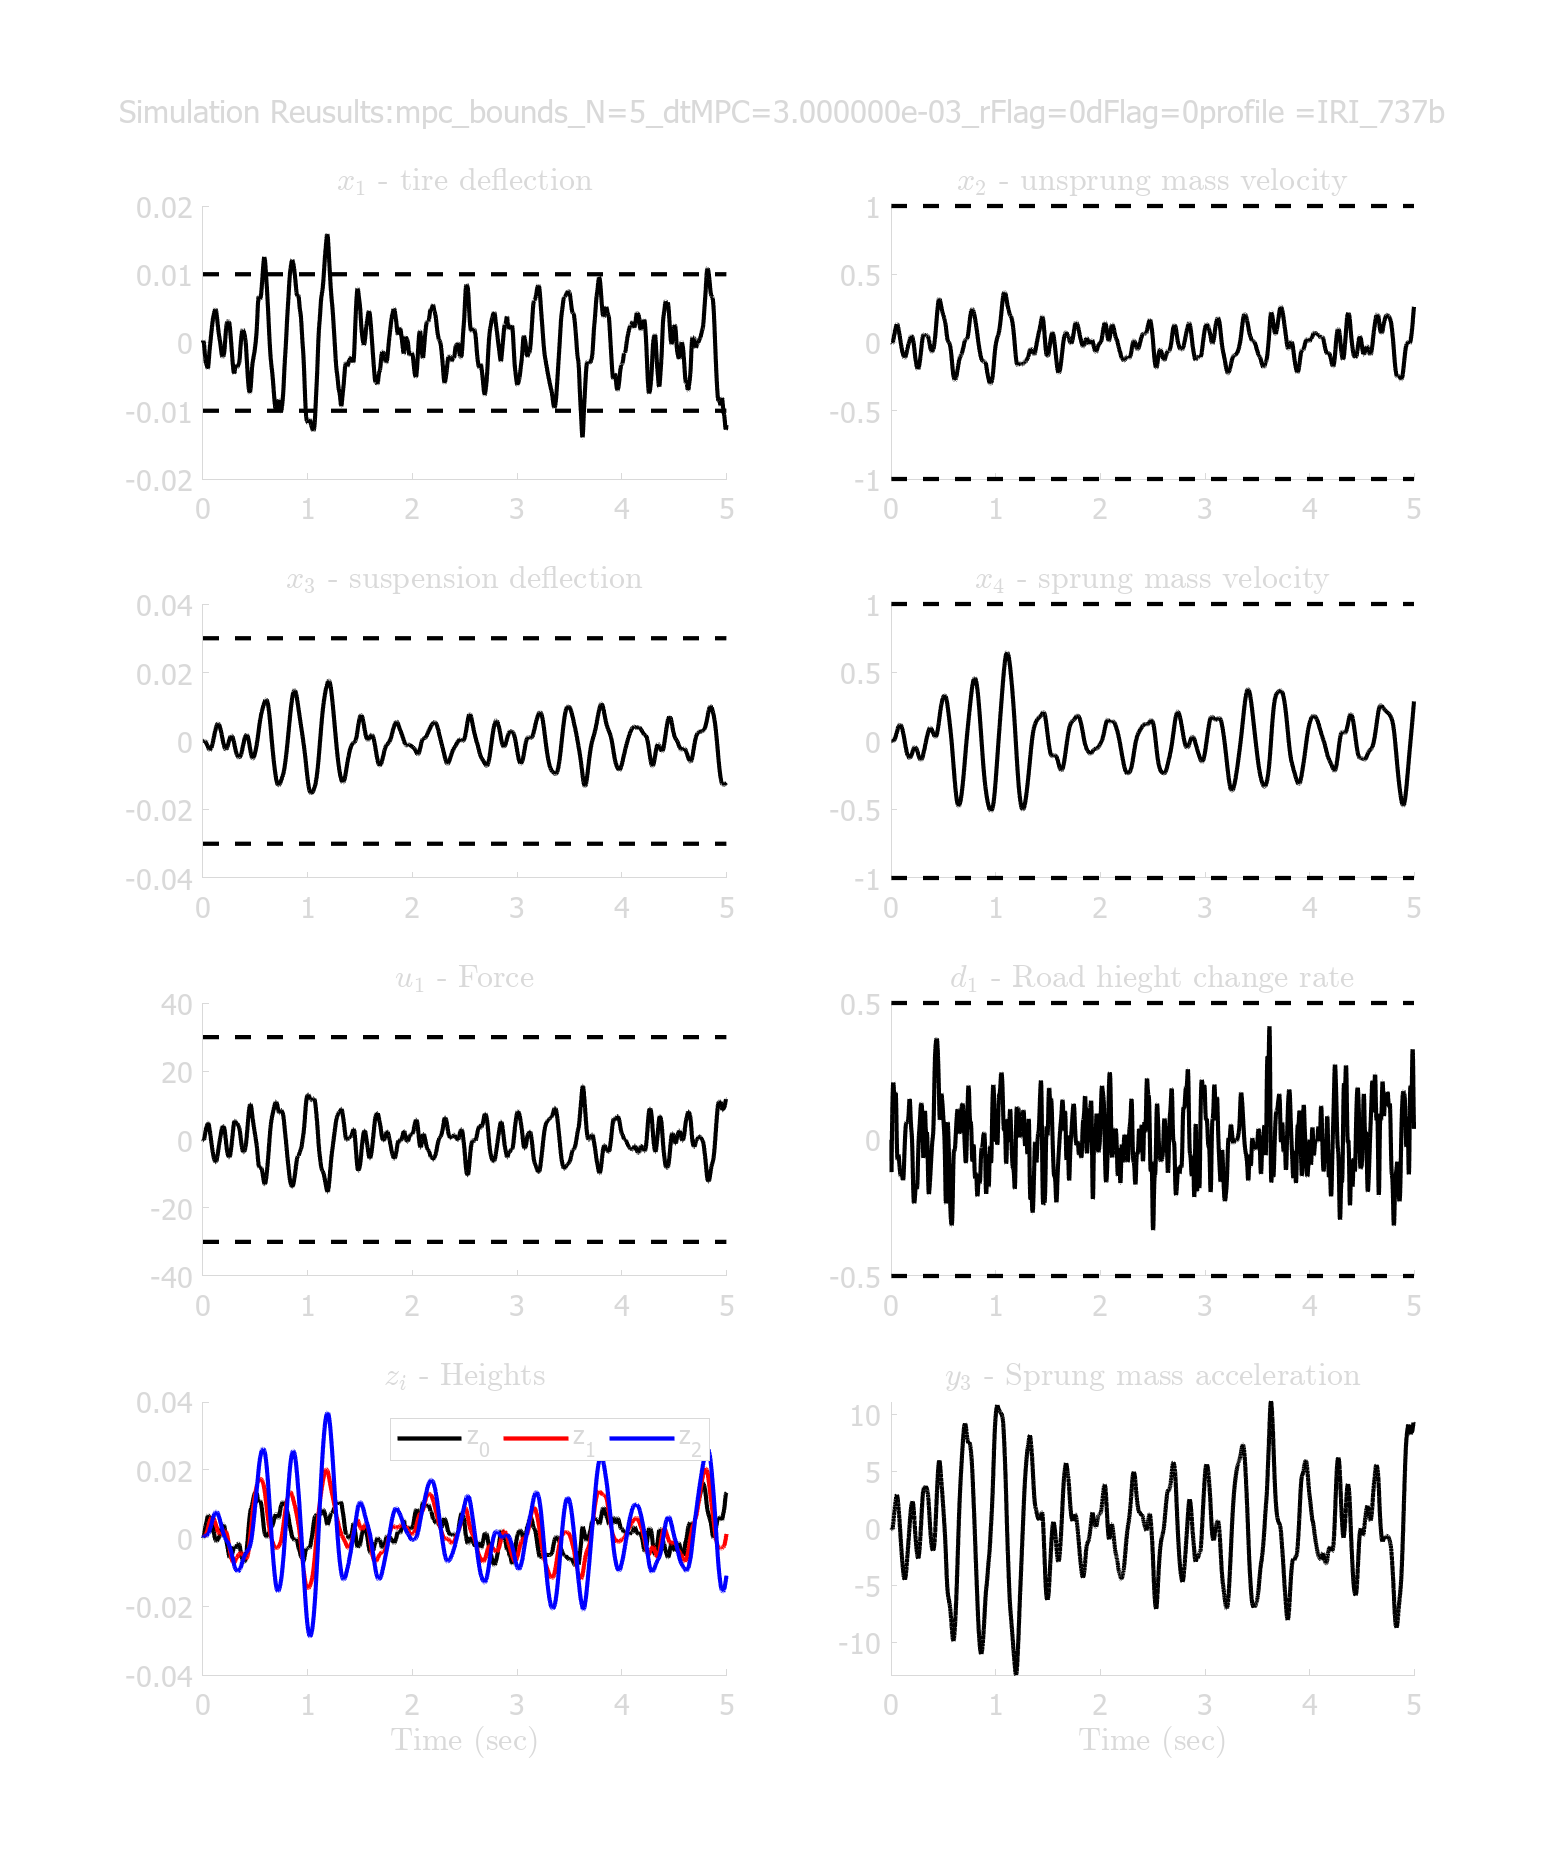 Simulation Reusults:mpc_bounds_N=5_dtMPC=3.000000e-03_rFlag=0dFlag=0profile =IRI_737b
x1 - tire deflection
0.02
0.01
0
-0.01
-0.02
0 1 2 3 4 5
x2 - unsprung mass velocity
1
0.5
0
-0.5
-1
0 1 2 3 4 5
x3 - suspension deflection
0.04
0.02
0
-0.02
-0.04
0 1 2 3 4 5
x4 - sprung mass velocity
1
0.5
0
-0.5
-1
0 1 2 3 4 5
u1 - Force
40
20
0
-20
-40
0 1 2 3 4 5
d1 - Road hieght change rate
0.5
0
-0.5
0 1 2 3 4 5
zi - Heights
0.04
0.02
0
-0.02
-0.04
z0 z1 z2
0 1 2 3 4 5
Time (sec)
y3 - Sprung mass acceleration
10
5
0
-5
-10
0 1 2 3 4 5
Time (sec)